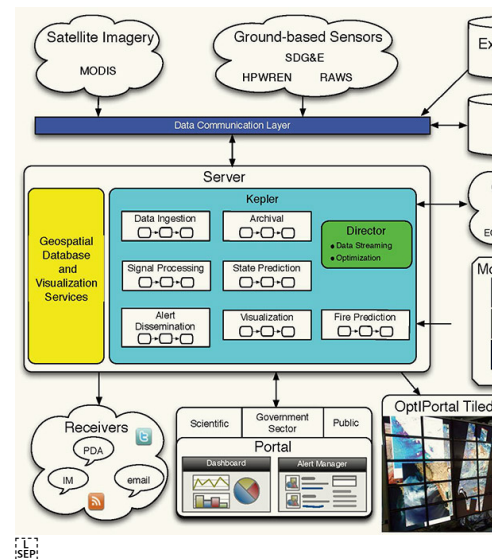 Satellite Imagery
MODIS
Ground-based Sensors
SDG&E
HPWREN RAWS
Data Communication Layer
Server
Geospatial
Database
and
Visualization
Services
Kepler
Data Ingestion
Archival
Director
Data Streaming
Optimization
Signal Processing
State Prediction
Alert
Dissemination
Visualization
Fire Prediction
Receivers
PDA
IM
email
Scientific
Government
Sector
Public
Portal
Dashboard
Alert Manager
OptIPortal Tiled
L
SEP